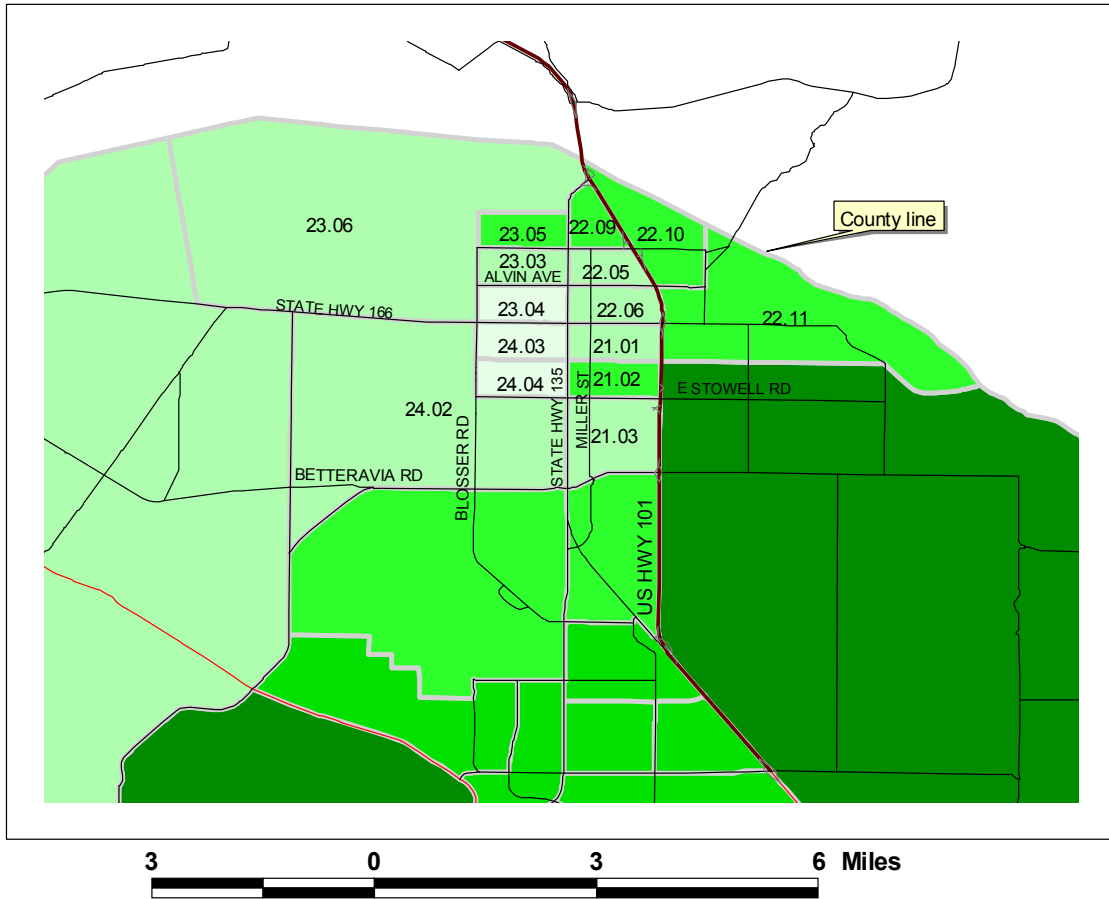 County line
23.06
23.05
22.09
22.10
23.03
ALVIN AVE
22.05
STATE HWY 166
23.04
22.06
22.11
24.03
21.01
24.04
21.02
E STOWELL RD
24.02
BLOSSER RD
STATE HWY 135
MILLER ST
21.03
BETTERAVIA RD
US HWY 101
3 0 3 6 Miles